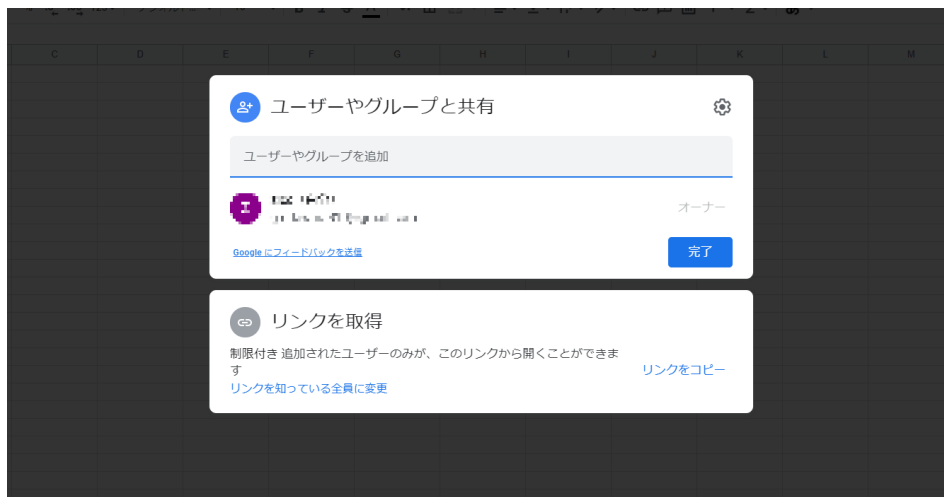 C D E F G H I J K L M
ユーザーやグループと共有
ユーザーやグループを追加
I
オーナー
Google にフィードバックを送信
完了
リンクを取得
制限付き 追加されたユーザーのみが、このリンクから開くことができま
す
リンクをコピー
リンクを知っている全員に変更